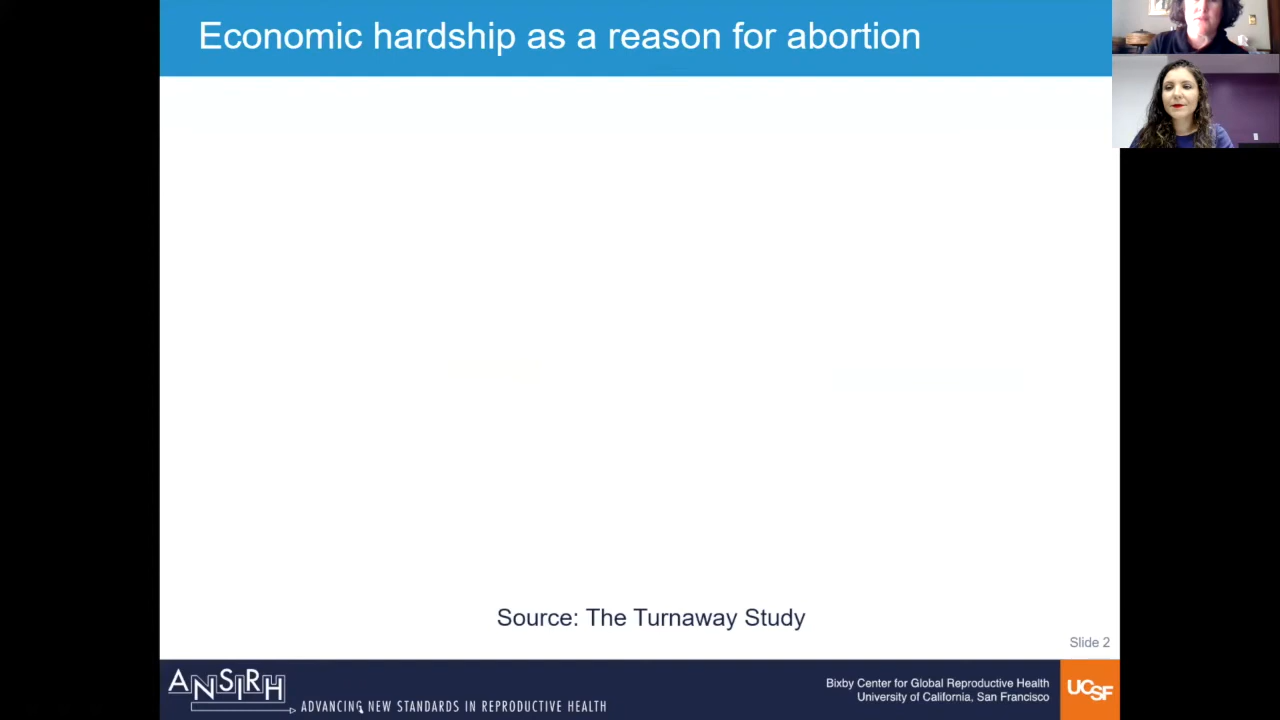 Economic hardship as a reason for abortion
Source: The Turnaway Study
Slide 2
ANSIRH
ADVANCING NEW STANDARDS IN REPRODUCTIVE HEALTH
Bixby Center for Global Reproductive Health
University of California, San Francisco
UCSF